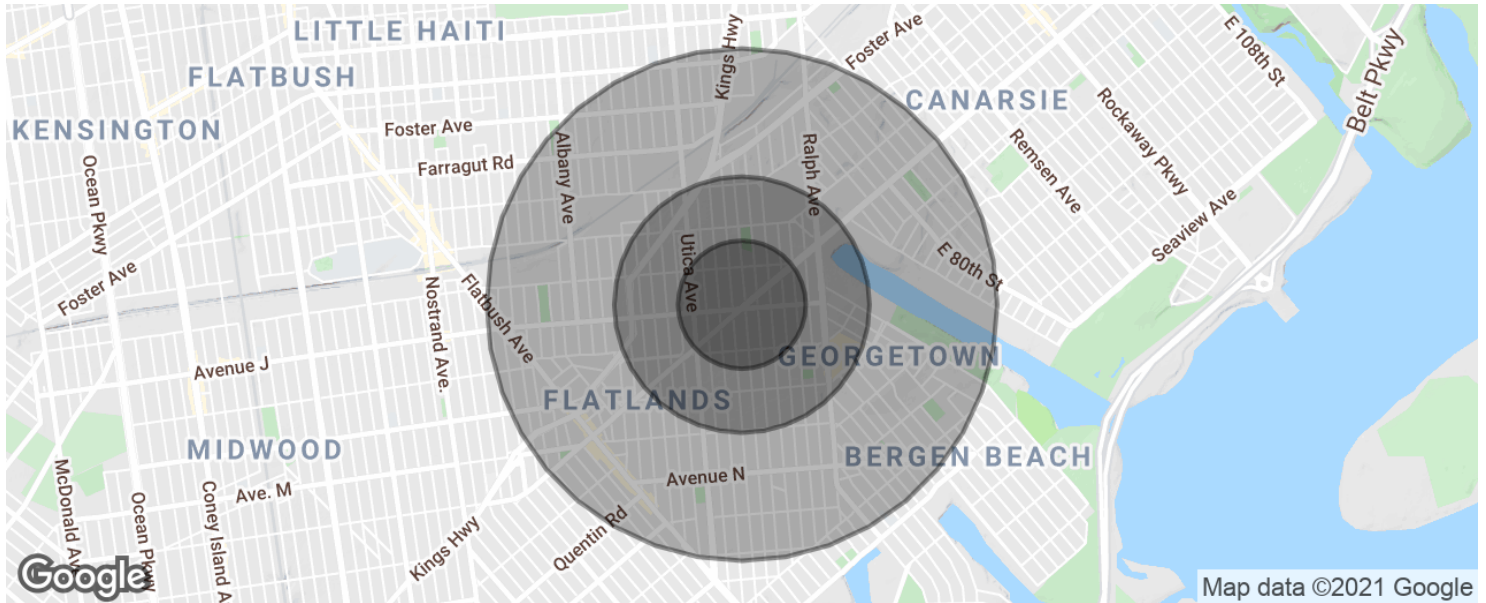 LITTLE HAITI
Kings Hwy
Foster Ave
E 108th St
Belt Pkwy
FLATBUSH
CANARSIE
Rockaway Pkwy
KENSINGTON
Foster Ave
Albany Ave
Ralph Ave
Remsen Ave
Farragut Rd
Ocean Pkwy
Seaview Ave
Utica Ave
E 80th St
Foster Ave
Nostrand Ave.
Flatbush Ave
Avenue J
GEORGETOWN
FLATLANDS
MIDWOOD
BERGEN BEACH
McDonald Av
Ave. M
Avenue N
Ocean Pkwy
Coney Island A
Kings Hwy
Quentin Rd
Google
Map data ©2021 Google